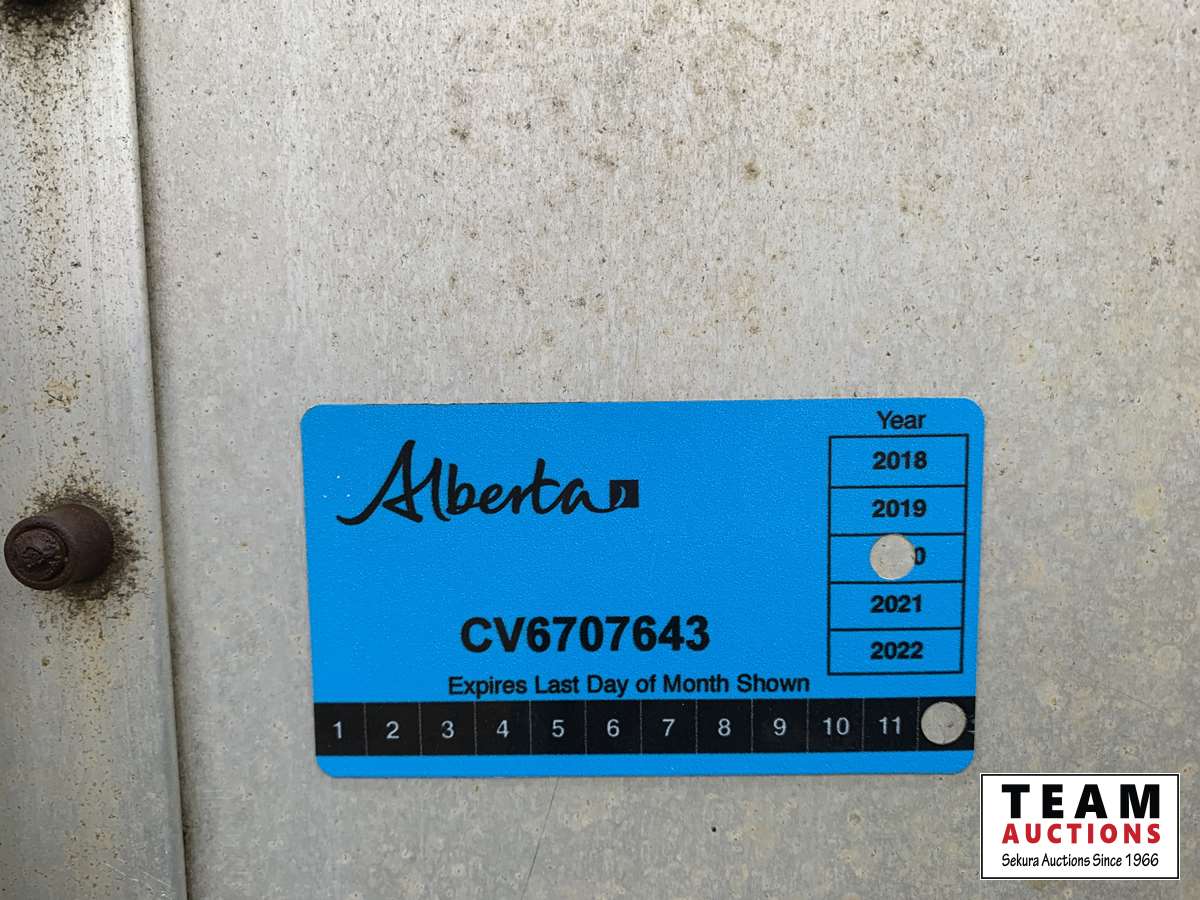 Year
Alberta
2018
2019
0
2021
2022
CV6707643
Expires Last Day of Month Shown
1 2 3 4 5 6 7 8 9 10 11
TEAM
AUCTIONS
Sekura Auctions Since 1966